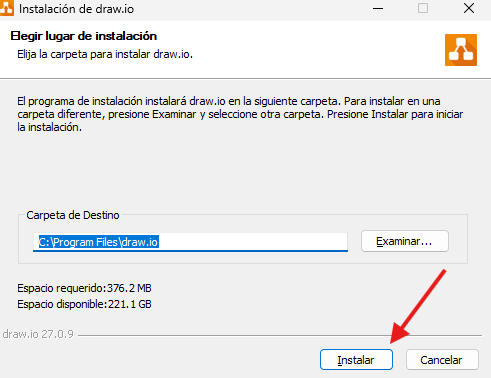 Instalación de draw.io
Elegir lugar de instalación
Elija la carpeta para instalar draw.io.
El programa de instalación instalará draw.io en la siguiente carpeta. Para instalar en una
carpeta diferente, presione Examinar y seleccione otra carpeta. Presione Instalar para iniciar
la instalación.
Carpeta de Destino
C:\Program Files\draw.io
Examinar...
Espacio requerido:376.2 MB
Espacio disponible:221.1 GB
draw.io 27.0.9
Instalar
Cancelar